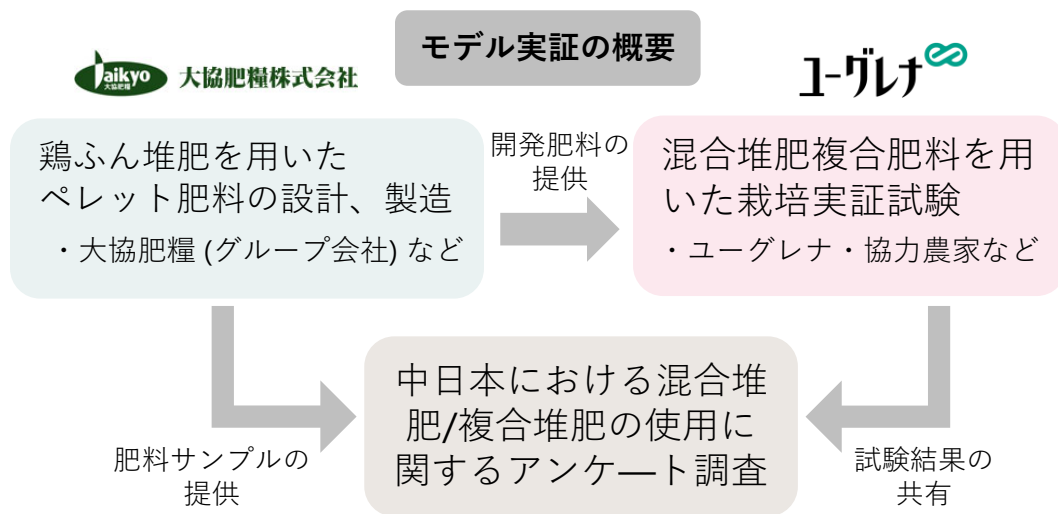 モデル実証の概要
aikyo
大協肥糧
大協肥糧株式会社
ユーグレナ
鶏ふん堆肥を用いた
ペレット肥料の設計、製造
・大協肥糧 (グループ会社) など
開発肥料の
提供
混合堆肥複合肥料を用
いた栽培実証試験
・ユーグレナ・協力農家など
中日本における混合堆
肥/複合堆肥の使用に
関するアンケート調査
肥料サンプルの
提供
試験結果の
共有